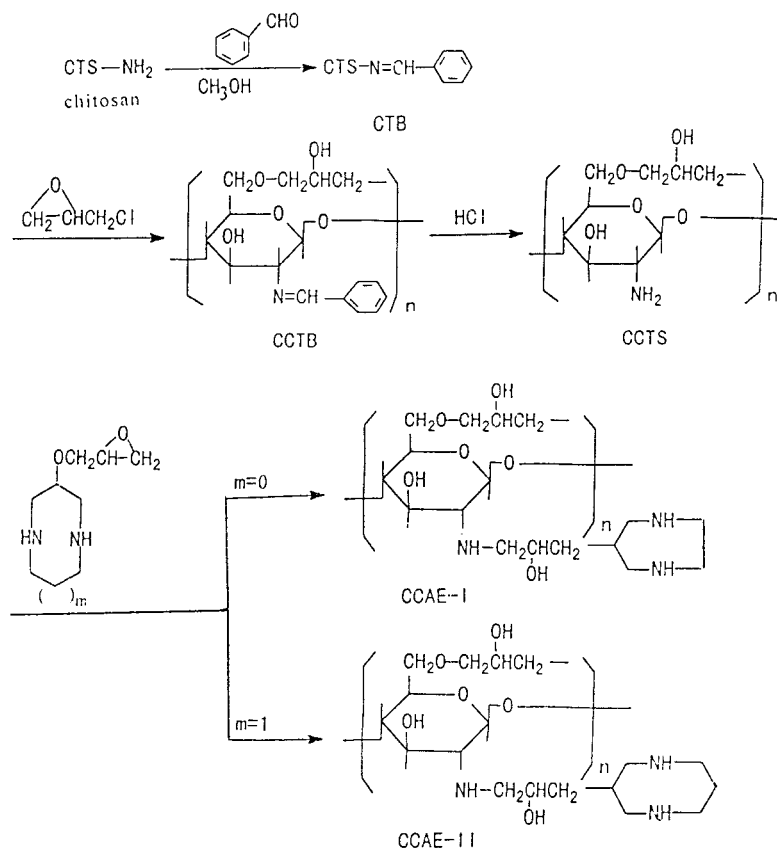 CHO
CTS—NH₂
CH₃OH
CTS—N=CH
chitosan
CTB
O
CH₂—CH—CH₂Cl
OH
CH₂O—CH₂CHCH₂—
O
O
OH
N=CH
n
CCTB
HCl
OH
CH₂O—CH₂CHCH₂—
O
O
OH
NH₂
n
CCTS
O
OCH₂CH—CH₂
HN
NH
( )m
m=0
OH
CH₂O—CH₂CHCH₂—
O
O
OH
n
NH—CH₂CHCH₂
OH
NH
NH
CCAE-I
m=1
OH
CH₂O—CH₂CHCH₂—
O
O
OH
n
NH—CH₂CHCH₂
OH
NH
NH
CCAE-II